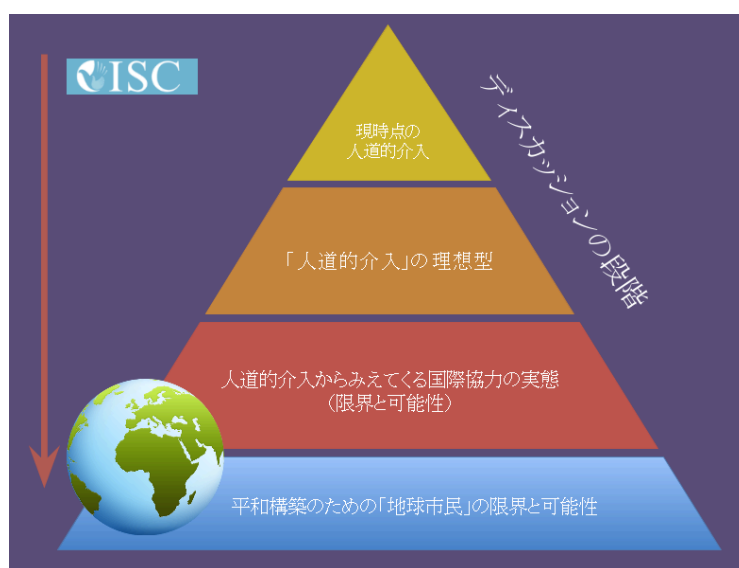 ISC
ディスカッションの段階
現時点の
人道的介入
「人道的介入」の理想型
人道的介入からみえてくる国際協力の実態
(限界と可能性)
平和構築のための「地球市民」の限界と可能性